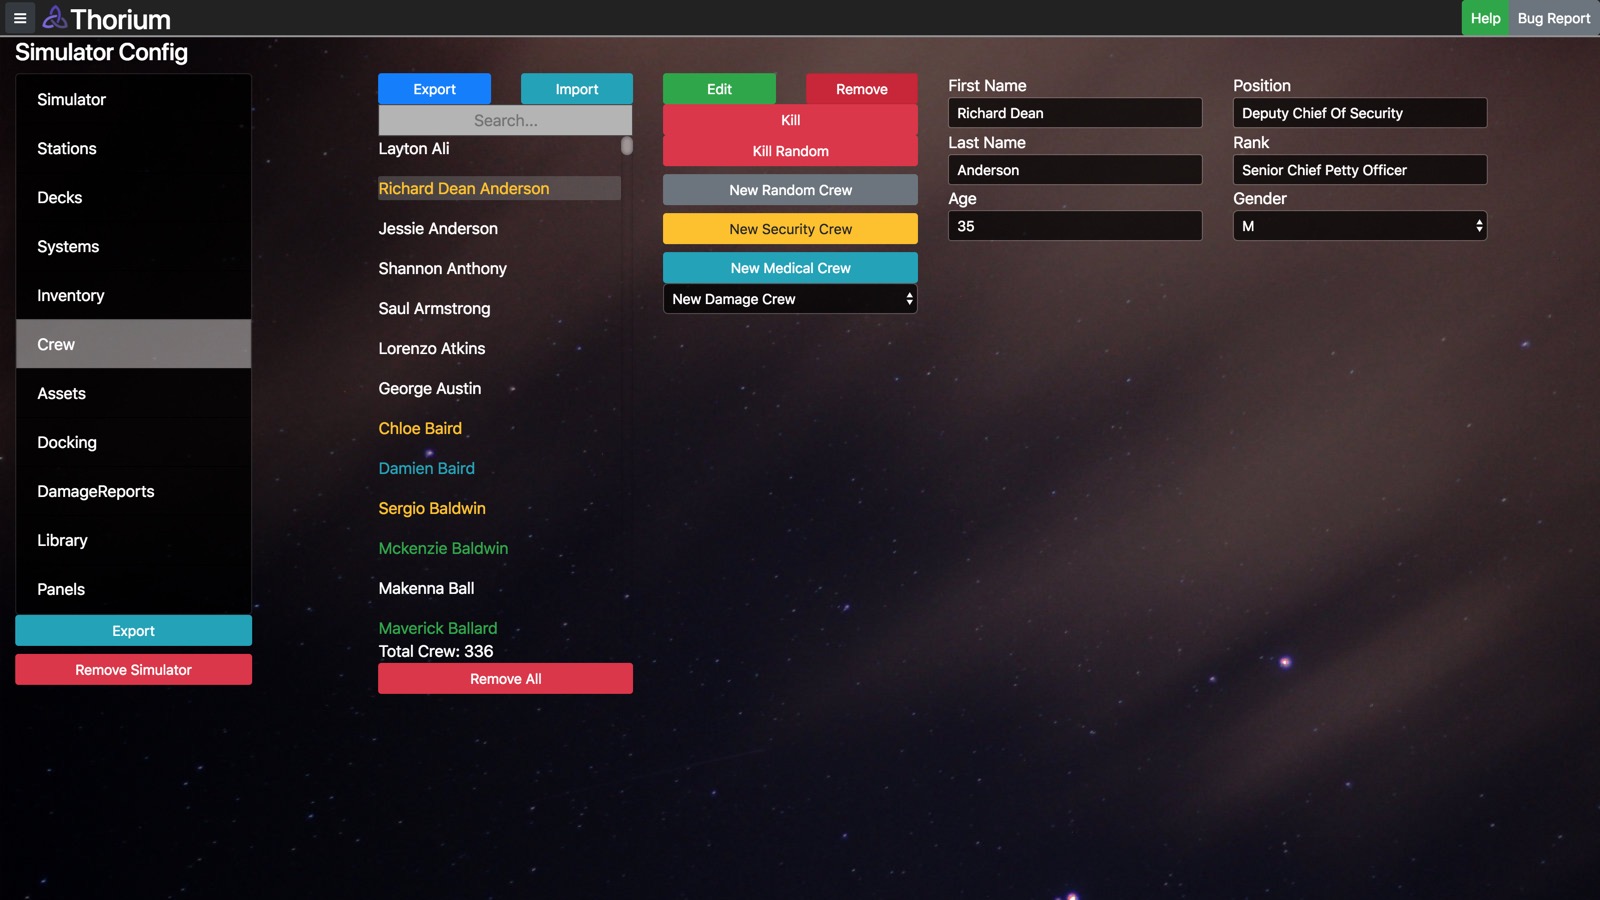 Thorium
Help
Bug Report
Simulator Config
Simulator
Stations
Decks
Systems
Inventory
Crew
Assets
Docking
DamageReports
Library
Panels
Export
Remove Simulator
Export
Import
Search...
Layton Ali
Richard Dean Anderson
Jessie Anderson
Shannon Anthony
Saul Armstrong
Lorenzo Atkins
George Austin
Chloe Baird
Damien Baird
Sergio Baldwin
Mckenzie Baldwin
Makenna Ball
Maverick Ballard
Total Crew: 336
Remove All
Edit
Remove
Kill
Kill Random
New Random Crew
New Security Crew
New Medical Crew
New Damage Crew
First Name
Richard Dean
Last Name
Anderson
Age
35
Position
Deputy Chief Of Security
Rank
Senior Chief Petty Officer
Gender
M